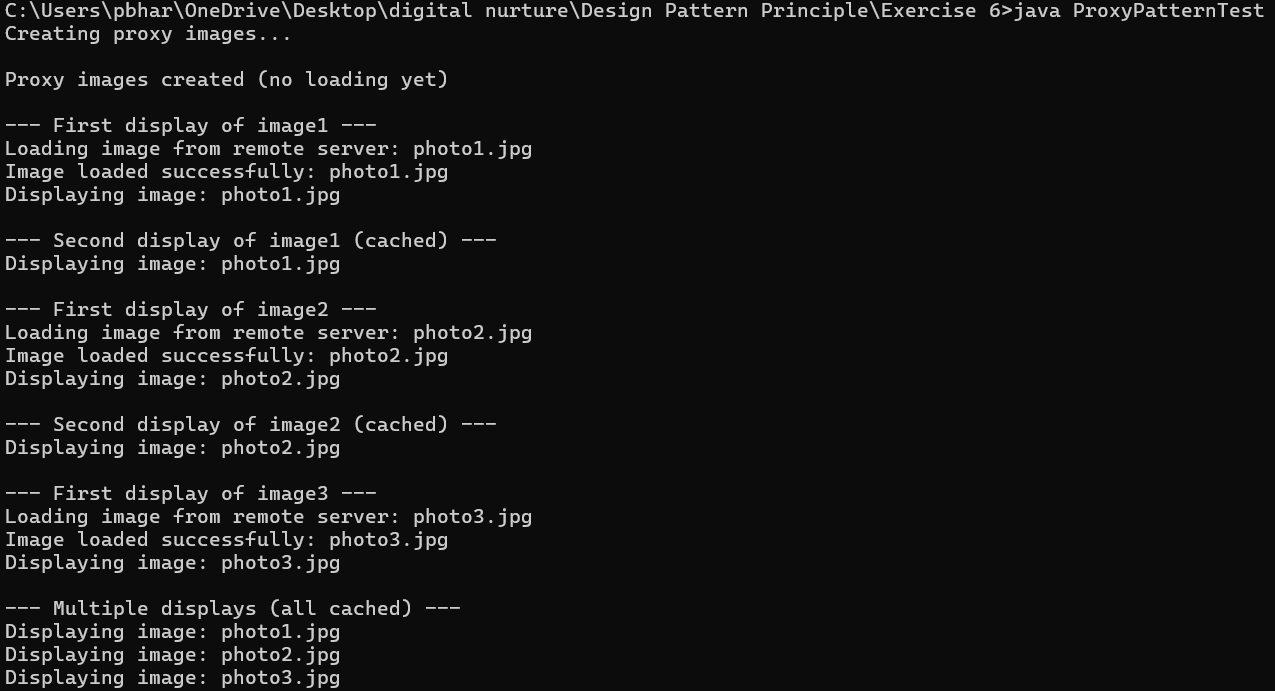 C:\Users\pbhar\OneDrive\Desktop\digital nurture\Design Pattern Principle\Exercise 6>java ProxyPatternTest
Creating proxy images...
Proxy images created (no loading yet)
--- First display of image1 ---
Loading image from remote server: photo1.jpg
Image loaded successfully: photo1.jpg
Displaying image: photo1.jpg
--- Second display of image1 (cached) ---
Displaying image: photo1.jpg
--- First display of image2 ---
Loading image from remote server: photo2.jpg
Image loaded successfully: photo2.jpg
Displaying image: photo2.jpg
--- Second display of image2 (cached) ---
Displaying image: photo2.jpg
--- First display of image3 ---
Loading image from remote server: photo3.jpg
Image loaded successfully: photo3.jpg
Displaying image: photo3.jpg
--- Multiple displays (all cached) ---
Displaying image: photo1.jpg
Displaying image: photo2.jpg
Displaying image: photo3.jpg